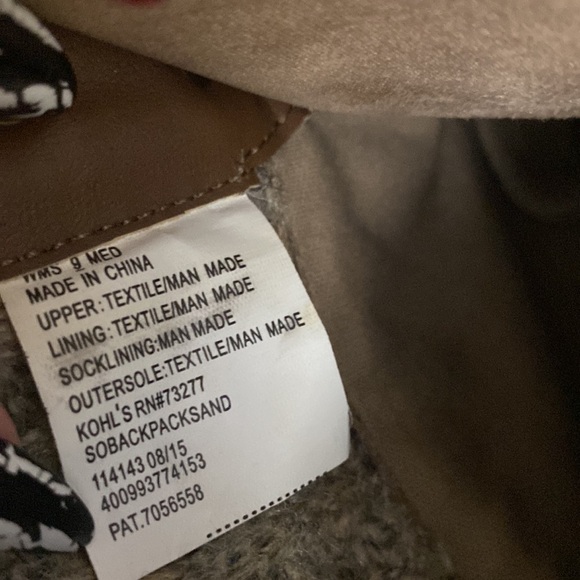 WMS 9 MED
MADE IN CHINA
UPPER:TEXTILE/MAN MADE
LINING:TEXTILE/MAN MADE
SOCKLINING:MAN MADE
OUTERSOLE:TEXTILE/MAN MADE
KOHL'S RN#73277
SOBACKPACKSAND
114143 08/15
400993774153
PAT.7056558